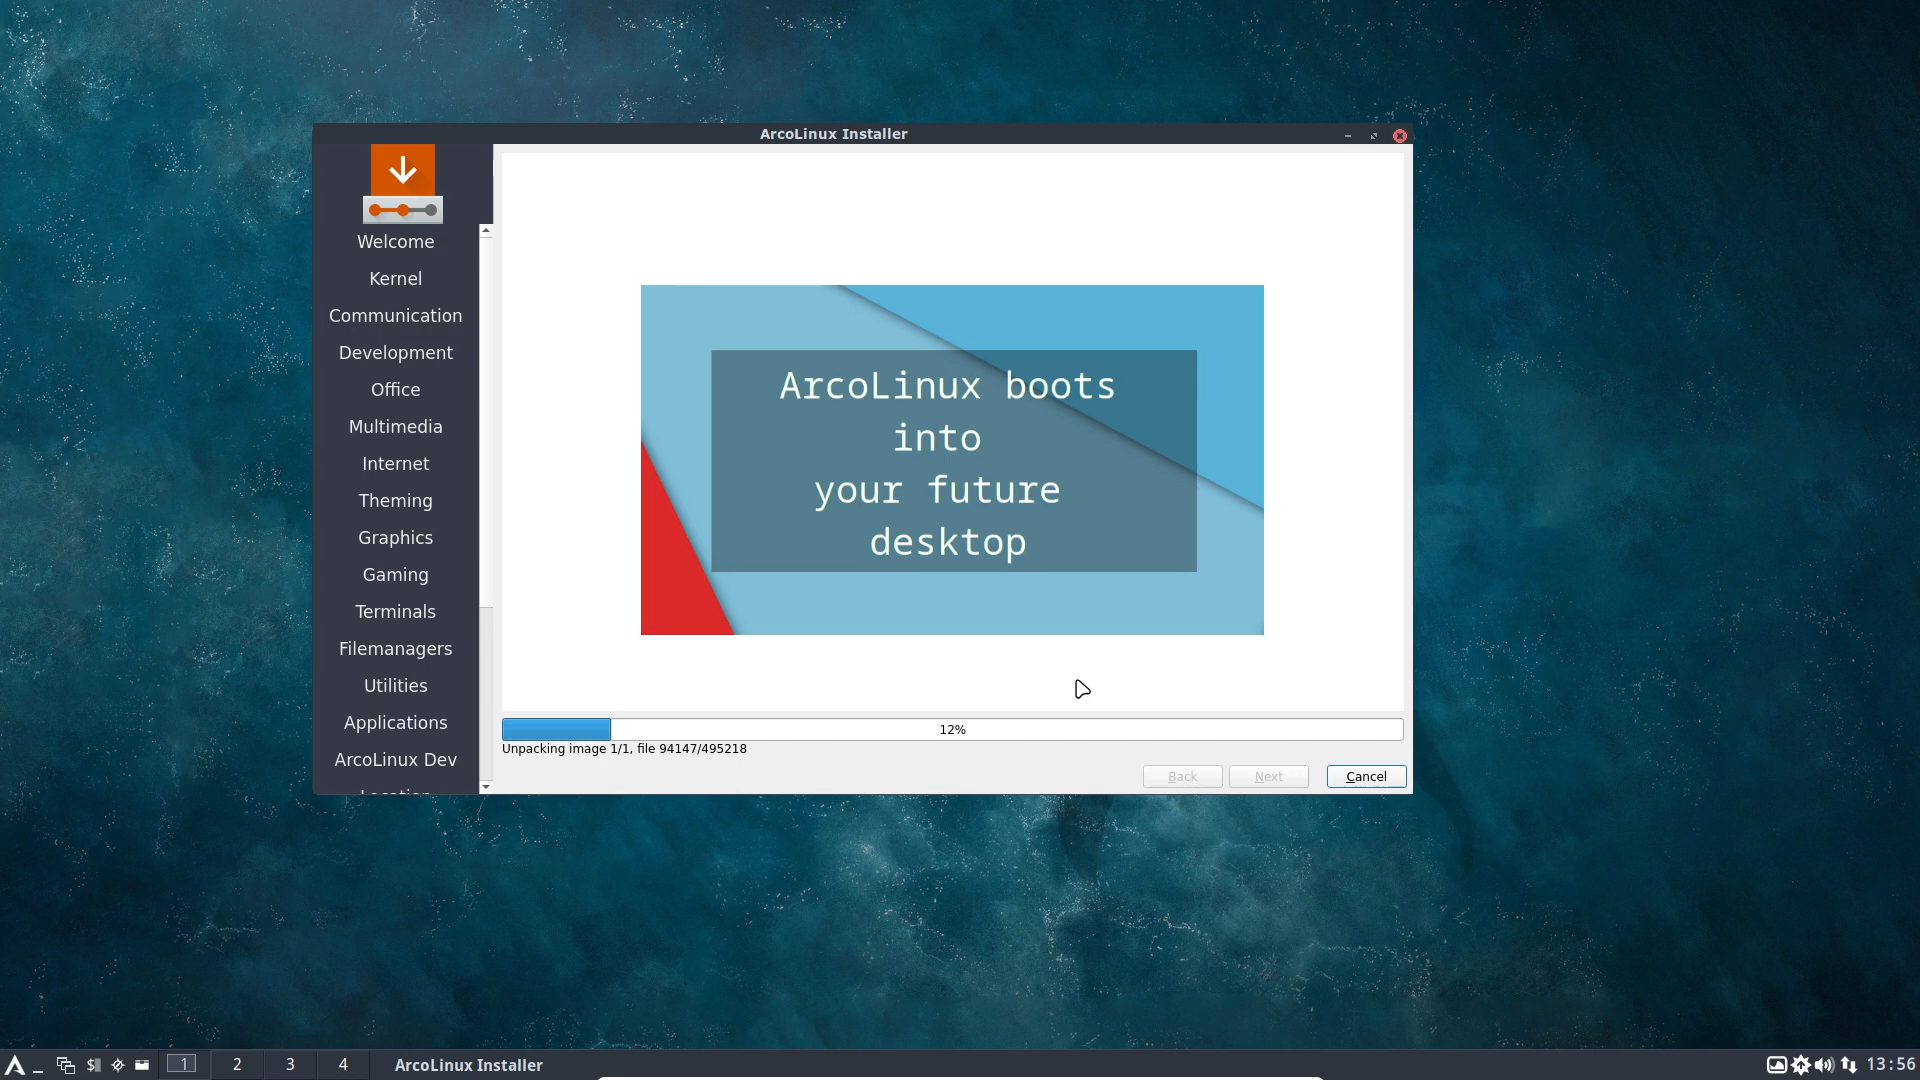 ArcoLinux Installer
Welcome
Kernel
Communication
Development
Office
Multimedia
Internet
Theming
Graphics
Gaming
Terminals
Filemanagers
Utilities
Applications
ArcoLinux Dev
Location
ArcoLinux boots
into
your future
desktop
12%
Unpacking image 1/1, file 94147/495218
Back Next Cancel
1 2 3 4 ArcoLinux Installer 13:56